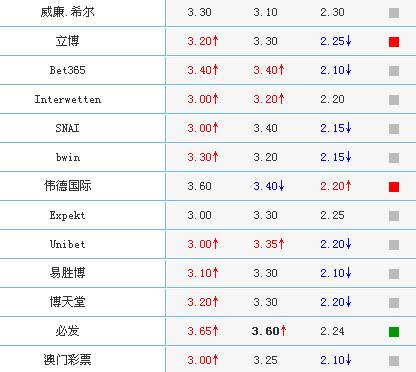 威廉.希尔 3.30 3.10 2.30
立博 3.20↑ 3.30 2.25↓
Bet365 3.40↑ 3.40↑ 2.10↓
Interwetten 3.00↑ 3.20↑ 2.20
SNAI 3.00↑ 3.40 2.15↓
bwin 3.30↑ 3.20 2.15↓
伟德国际 3.60 3.40↓ 2.20↑
Expekt 3.00 3.30 2.25
Unibet 3.00↑ 3.35↑ 2.20↓
易胜博 3.10↑ 3.30 2.10↓
博天堂 3.20↑ 3.30 2.20↓
必发 3.65↑ 3.60↑ 2.24
澳门彩票 3.00↑ 3.25 2.10↓